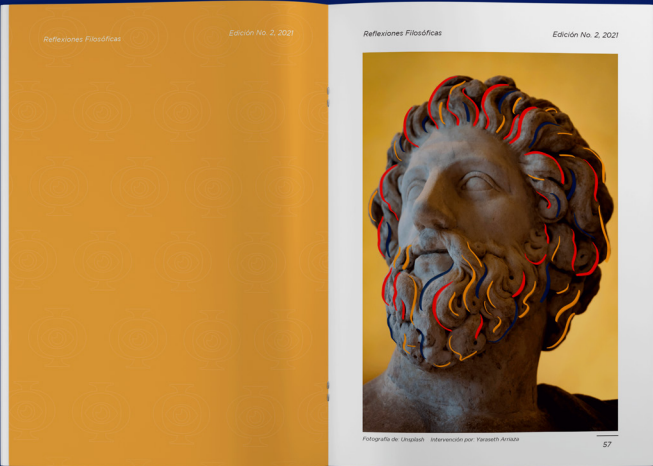 Reflexiones Filosóficas
Edición No. 2, 2021
Reflexiones Filosóficas
Edición No. 2, 2021
Fotografía de: Unsplash Intervención por: Yaraseth Arriola
57